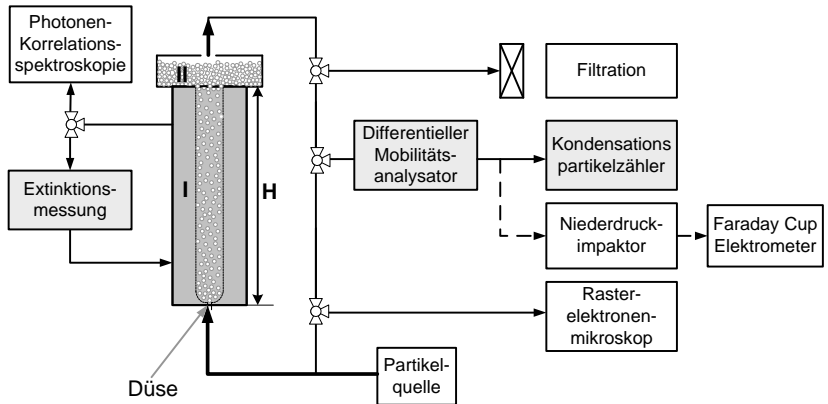 Photonen-
Korrelations-
spektroskopie
Extinktions-
messung
II
I
H
Düse
Filtration
Differentieller
Mobilitäts-
analysator
Kondensations
partikelzähler
Niederdruck-
impaktor
Faraday Cup
Elektrometer
Raster-
elektronen-
mikroskop
Partikel-
quelle